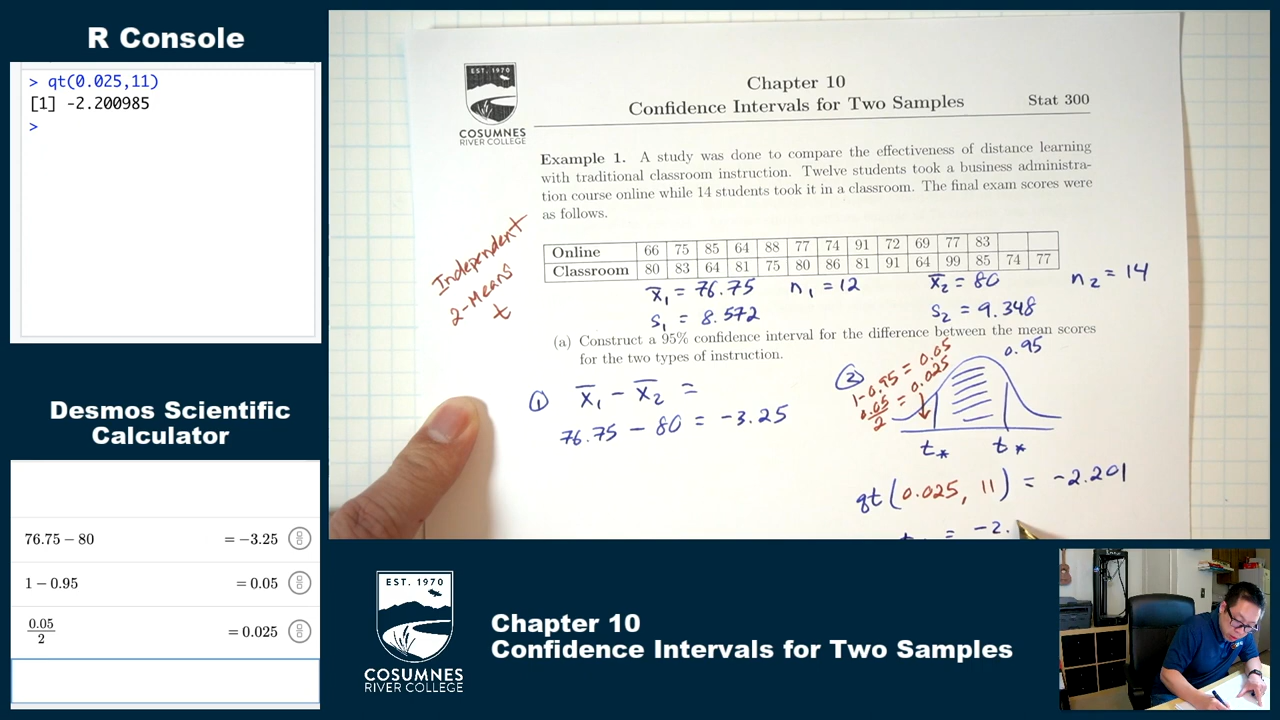 R Console
> qt(0.025,11)
[1] -2.200985
>
Desmos Scientific
Calculator
76.75 − 80 = −3.25
1 − 0.95 = 0.05
0.05
2
= 0.025
EST. 1970
COSUMNES
RIVER COLLEGE
Chapter 10
Confidence Intervals for Two Samples
Stat 300
Example 1. A study was done to compare the effectiveness of distance learning
with traditional classroom instruction. Twelve students took a business administra-
tion course online while 14 students took it in a classroom. The final exam scores were
as follows.
Independent
2-Means
t
Online 66 75 85 64 88 77 74 91 72 69 77 83
Classroom 80 83 64 81 75 80 86 81 91 64 99 85 74 77
x̄₁ = 76.75 n₁ = 12 x̄₂ = 80 n₂ = 14
s₁ = 8.572 s₂ = 9.348
(a) Construct a 95% confidence interval for the difference between the mean scores
for the two types of instruction.
① x̄₁ − x̄₂ =
76.75 − 80 = −3.25
②
1-0.95 = 0.05
0.05
2
= 0.025
0.95
t* t*
qt(0.025, 11) = -2.201
= -2.
EST. 1970
COSUMNES
RIVER COLLEGE
Chapter 10
Confidence Intervals for Two Samples